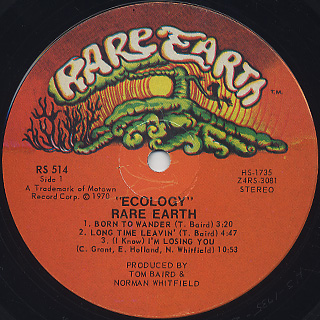 RARE EARTH
T.M.
RS 514
Side 1
A Trademark of Motown
Record Corp. © 1970
HS-1735
Z4RS-3081
STEREO
"ECOLOGY"
RARE EARTH
1. BORN TO WANDER (T. Baird) 3:20
2. LONG TIME LEAVIN' (T. Baird) 4:47
3. (I Know) I'M LOSING YOU
(C. Grant, E. Holland, N. Whitfield) 10:53
PRODUCED BY
TOM BAIRD &
NORMAN WHITFIELD